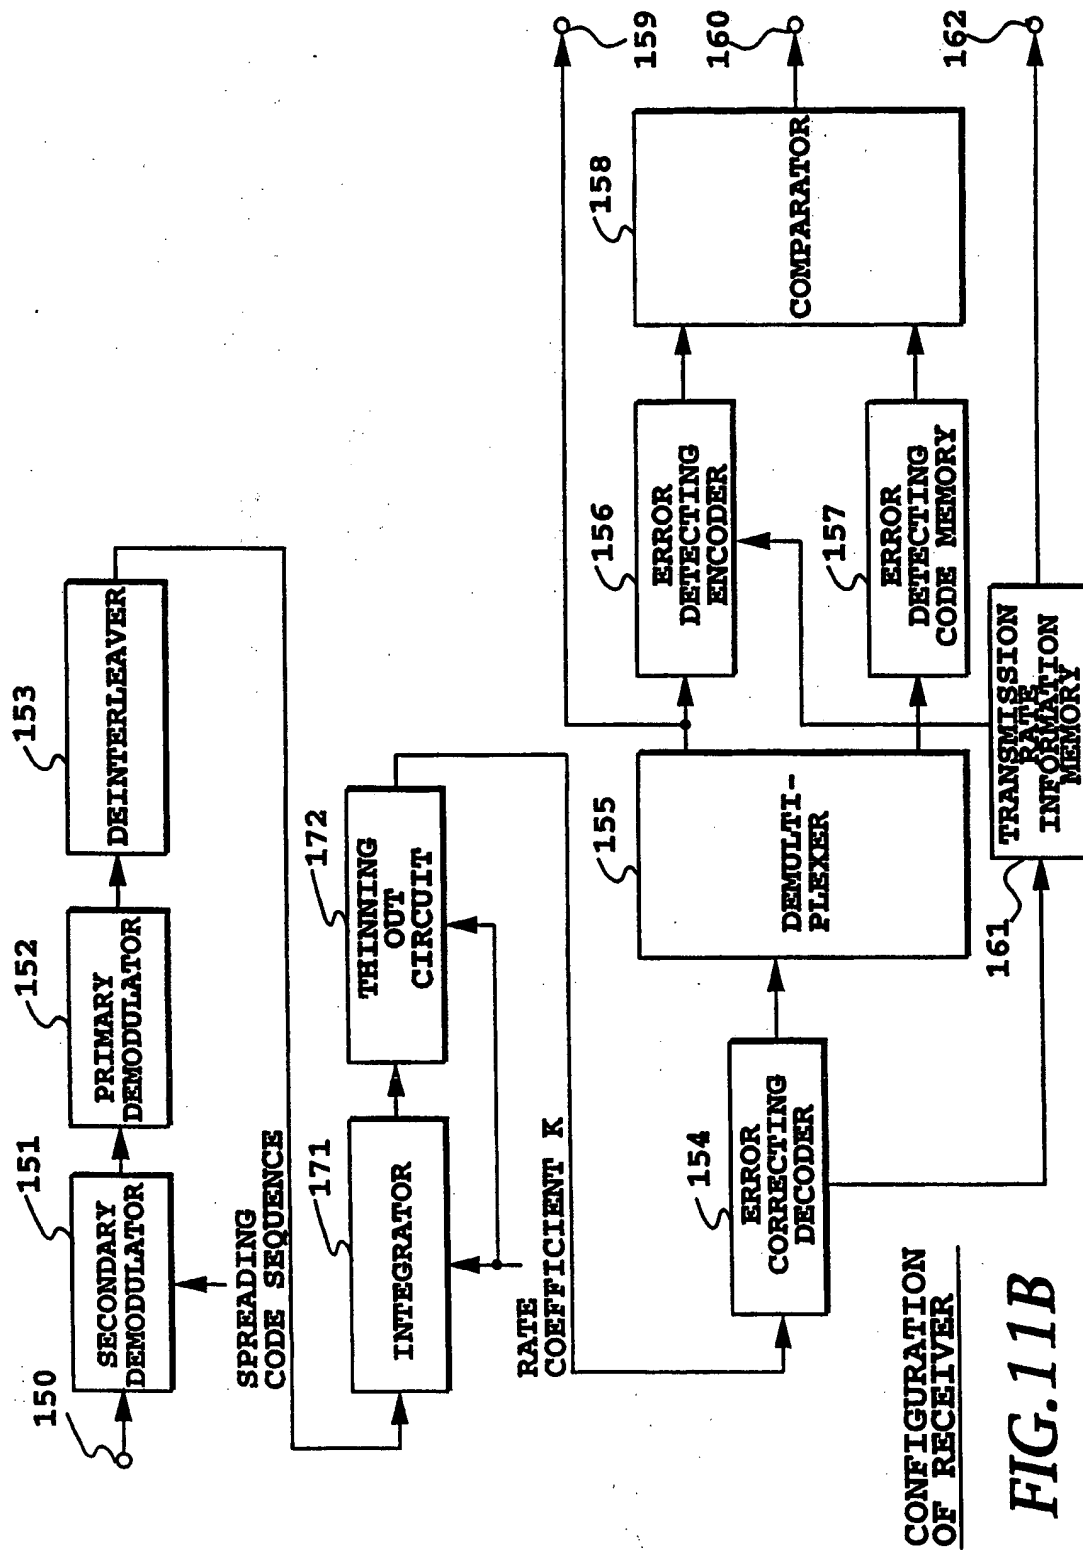 150
151
SECONDARY
DEMODULATOR
152
PRIMARY
DEMODULATOR
153
DEINTERLEAVER
SPREADING
CODE SEQUENCE
171
INTEGRATOR
172
THINNING
OUT
CIRCUIT
RATE
COEFFICIENT K
154
ERROR
CORRECTING
DECODER
155
DEMULTI-
PLEXER
156
ERROR
DETECTING
ENCODER
157
ERROR
DETECTING
CODE MEMORY
158
COMPARATOR
159
160
161
TRANSMISSION
RATE
INFORMATION
MEMORY
162
CONFIGURATION
OF RECEIVER
FIG.11B